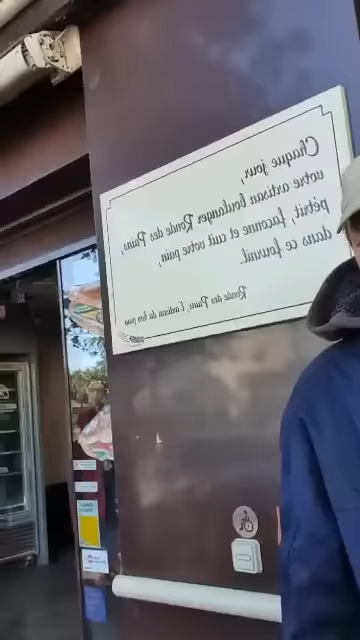 Chaque jour,
votre artisan boulanger Ronde des Pains,
pétrit, façonne et cuit votre pain,
dans ce fournil.
Ronde des Pains, l'artisan du bon pain